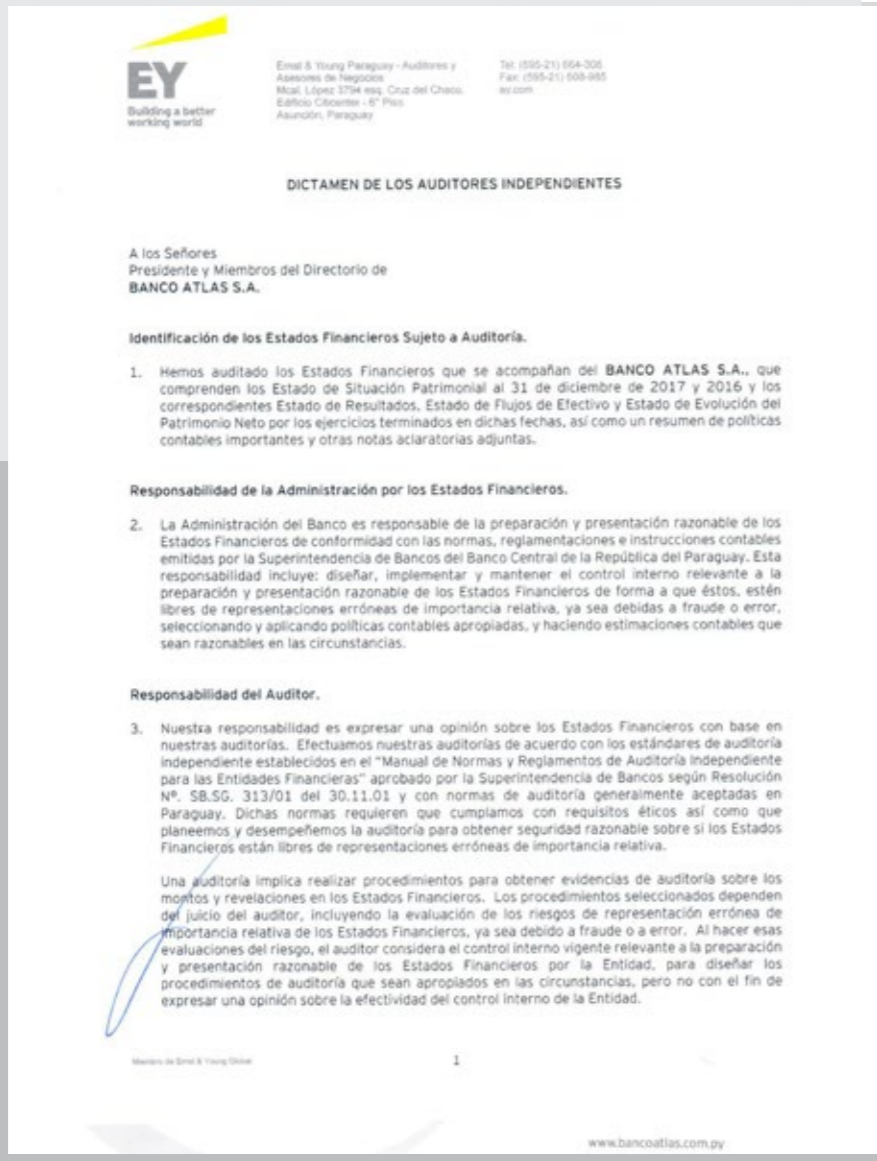 EY
Building a better
working world
Ernst & Young Paraguay - Auditores y
Asesores de Negocios
Mcal. López 3794 esq. Cruz del Chaco.
Edificio Citicenter - 6° Piso
Asunción, Paraguay
Tel: (595-21) 664-308
Fax: (595-21) 608-985
ey.com
DICTAMEN DE LOS AUDITORES INDEPENDIENTES
A los Señores
Presidente y Miembros del Directorio de
BANCO ATLAS S.A.
Identificación de los Estados Financieros Sujeto a Auditoría.
1. Hemos auditado los Estados Financieros que se acompañan del BANCO ATLAS S.A., que
comprenden los Estado de Situación Patrimonial al 31 de diciembre de 2017 y 2016 y los
correspondientes Estado de Resultados, Estado de Flujos de Efectivo y Estado de Evolución del
Patrimonio Neto por los ejercicios terminados en dichas fechas, así como un resumen de políticas
contables importantes y otras notas aclaratorias adjuntas.
Responsabilidad de la Administración por los Estados Financieros.
2. La Administración del Banco es responsable de la preparación y presentación razonable de los
Estados Financieros de conformidad con las normas, reglamentaciones e instrucciones contables
emitidas por la Superintendencia de Bancos del Banco Central de la República del Paraguay. Esta
responsabilidad incluye: diseñar, implementar y mantener el control interno relevante a la
preparación y presentación razonable de los Estados Financieros de forma a que éstos, estén
libres de representaciones erróneas de importancia relativa, ya sea debidas a fraude o error,
seleccionando y aplicando políticas contables apropiadas, y haciendo estimaciones contables que
sean razonables en las circunstancias.
Responsabilidad del Auditor.
3. Nuestra responsabilidad es expresar una opinión sobre los Estados Financieros con base en
nuestras auditorías. Efectuamos nuestras auditorías de acuerdo con los estándares de auditoría
independiente establecidos en el "Manual de Normas y Reglamentos de Auditoría Independiente
para las Entidades Financieras" aprobado por la Superintendencia de Bancos según Resolución
Nº. SB.SG. 313/01 del 30.11.01 y con normas de auditoría generalmente aceptadas en
Paraguay. Dichas normas requieren que cumplamos con requisitos éticos así como que
planeemos y desempeñemos la auditoría para obtener seguridad razonable sobre si los Estados
Financieros están libres de representaciones erróneas de importancia relativa.
Una auditoría implica realizar procedimientos para obtener evidencias de auditoría sobre los
montos y revelaciones en los Estados Financieros. Los procedimientos seleccionados dependen
del juicio del auditor, incluyendo la evaluación de los riesgos de representación errónea de
importancia relativa de los Estados Financieros, ya sea debido a fraude o a error. Al hacer esas
evaluaciones del riesgo, el auditor considera el control interno vigente relevante a la preparación
y presentación razonable de los Estados Financieros por la Entidad, para diseñar los
procedimientos de auditoría que sean apropiados en las circunstancias, pero no con el fin de
expresar una opinión sobre la efectividad del control interno de la Entidad.
Miembro de Ernst & Young Global
1
www.bancoatlas.com.py